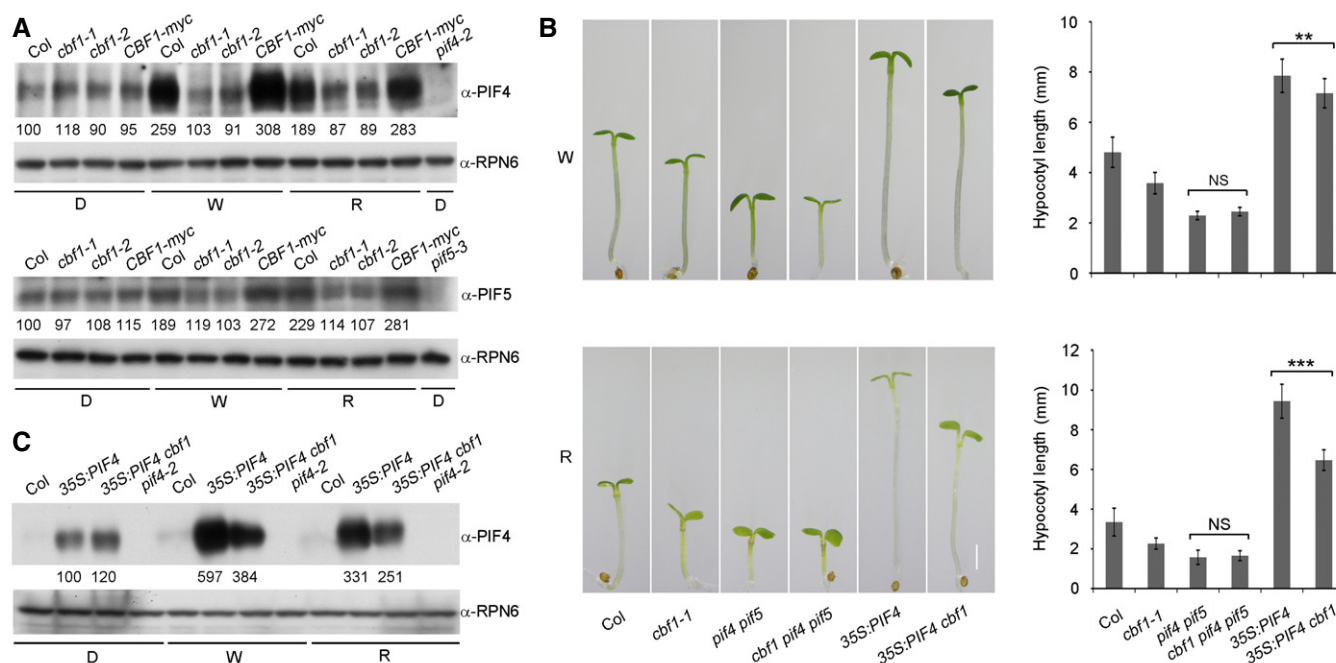 A
Col cbf1-1 cbf1-2 CBF1-myc Col cbf1-1 cbf1-2 CBF1-myc Col cbf1-1 cbf1-2 CBF1-myc pif4-2
α-PIF4
100 118 90 95 259 103 91 308 189 87 89 283
α-RPN6
D W R D
Col cbf1-1 cbf1-2 CBF1-myc Col cbf1-1 cbf1-2 CBF1-myc Col cbf1-1 cbf1-2 CBF1-myc pif5-3
α-PIF5
100 97 108 115 189 119 103 272 229 114 107 281
α-RPN6
D W R D
C
Col 35S:PIF4 35S:PIF4 cbf1 pif4-2 Col 35S:PIF4 35S:PIF4 cbf1 pif4-2 Col 35S:PIF4 35S:PIF4 cbf1 pif4-2
α-PIF4
100 120 597 384 331 251
α-RPN6
D W R
B
W
R
Col cbf1-1 pif4 pif5 cbf1 pif4 pif5 35S:PIF4 35S:PIF4 cbf1
Hypocotyl length (mm)
10
8
6
4
2
0
NS
**
Hypocotyl length (mm)
12
10
8
6
4
2
0
NS
***
Col cbf1-1 pif4 pif5 cbf1 pif4 pif5 35S:PIF4 35S:PIF4 cbf1